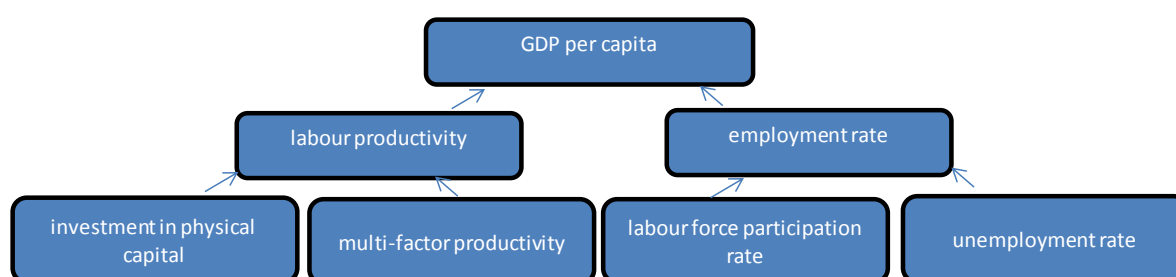 GDP per capita
labour productivity
employment rate
investment in physical
capital
multi-factor productivity
labour force participation
rate
unemployment rate